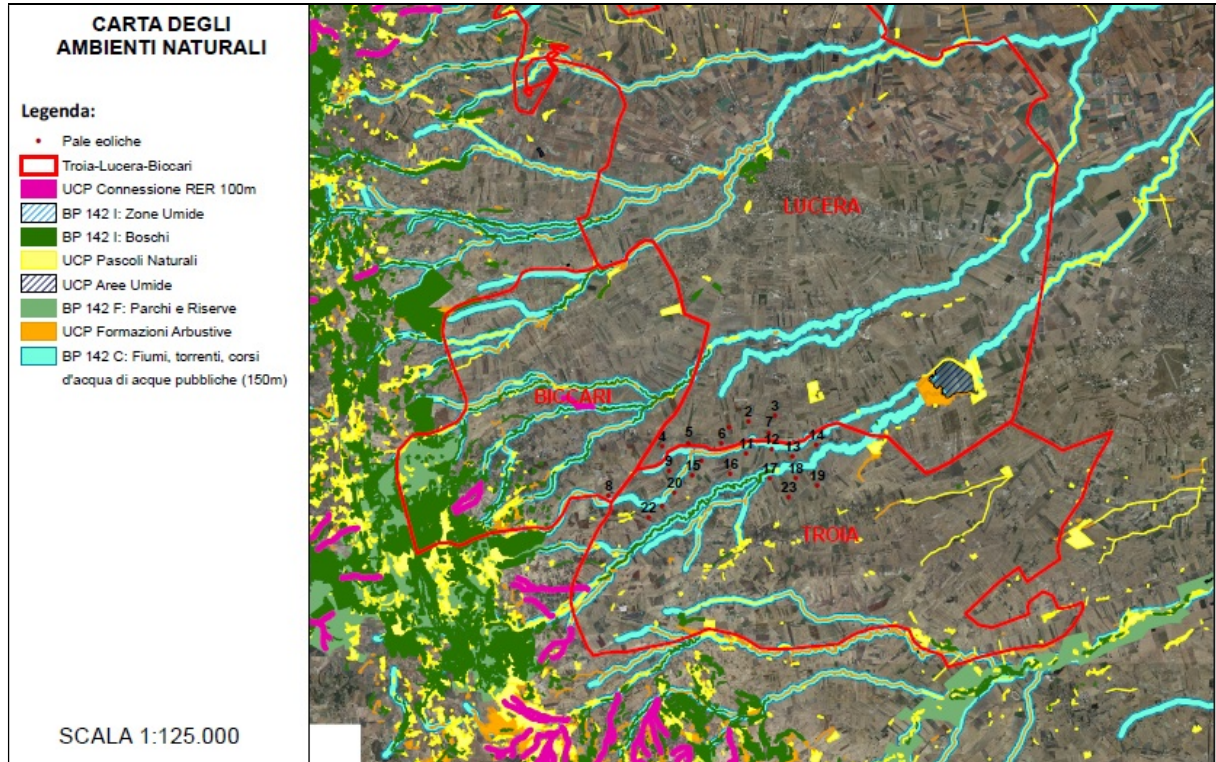 CARTA DEGLI
AMBIENTI NATURALI
Legenda:
Pale eoliche
Troia-Lucera-Biccari
UCP Connessione RER 100m
BP 142 I: Zone Umide
BP 142 I: Boschi
UCP Pascoli Naturali
UCP Aree Umide
BP 142 F: Parchi e Riserve
UCP Formazioni Arbustive
BP 142 C: Fiumi, torrenti, corsi
d'acqua di acque pubbliche (150m)
SCALA 1:125.000
LUCERA
BICCARI
3
2
7
4
5
6
11
12
13
14
9
15
16
17
18
19
8
20
22
23
TROIA